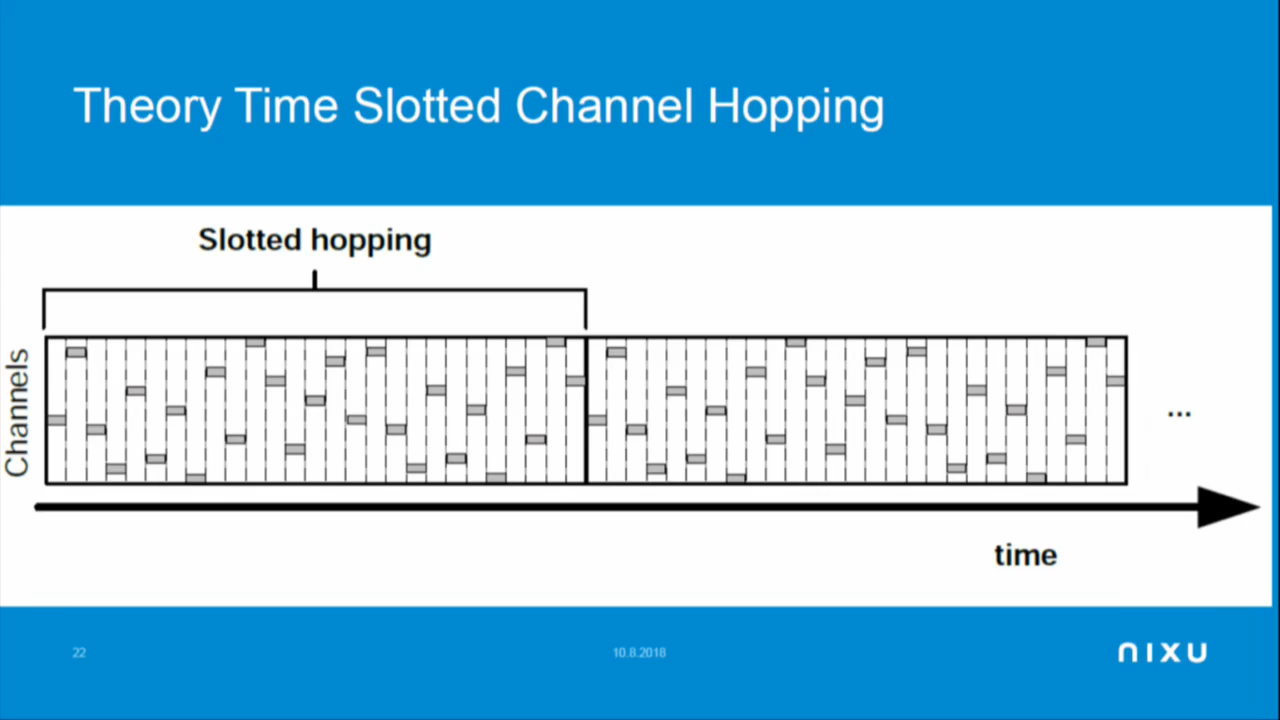 Theory Time Slotted Channel Hopping
Slotted hopping
Channels
...
time
22
10.8.2018
nixu